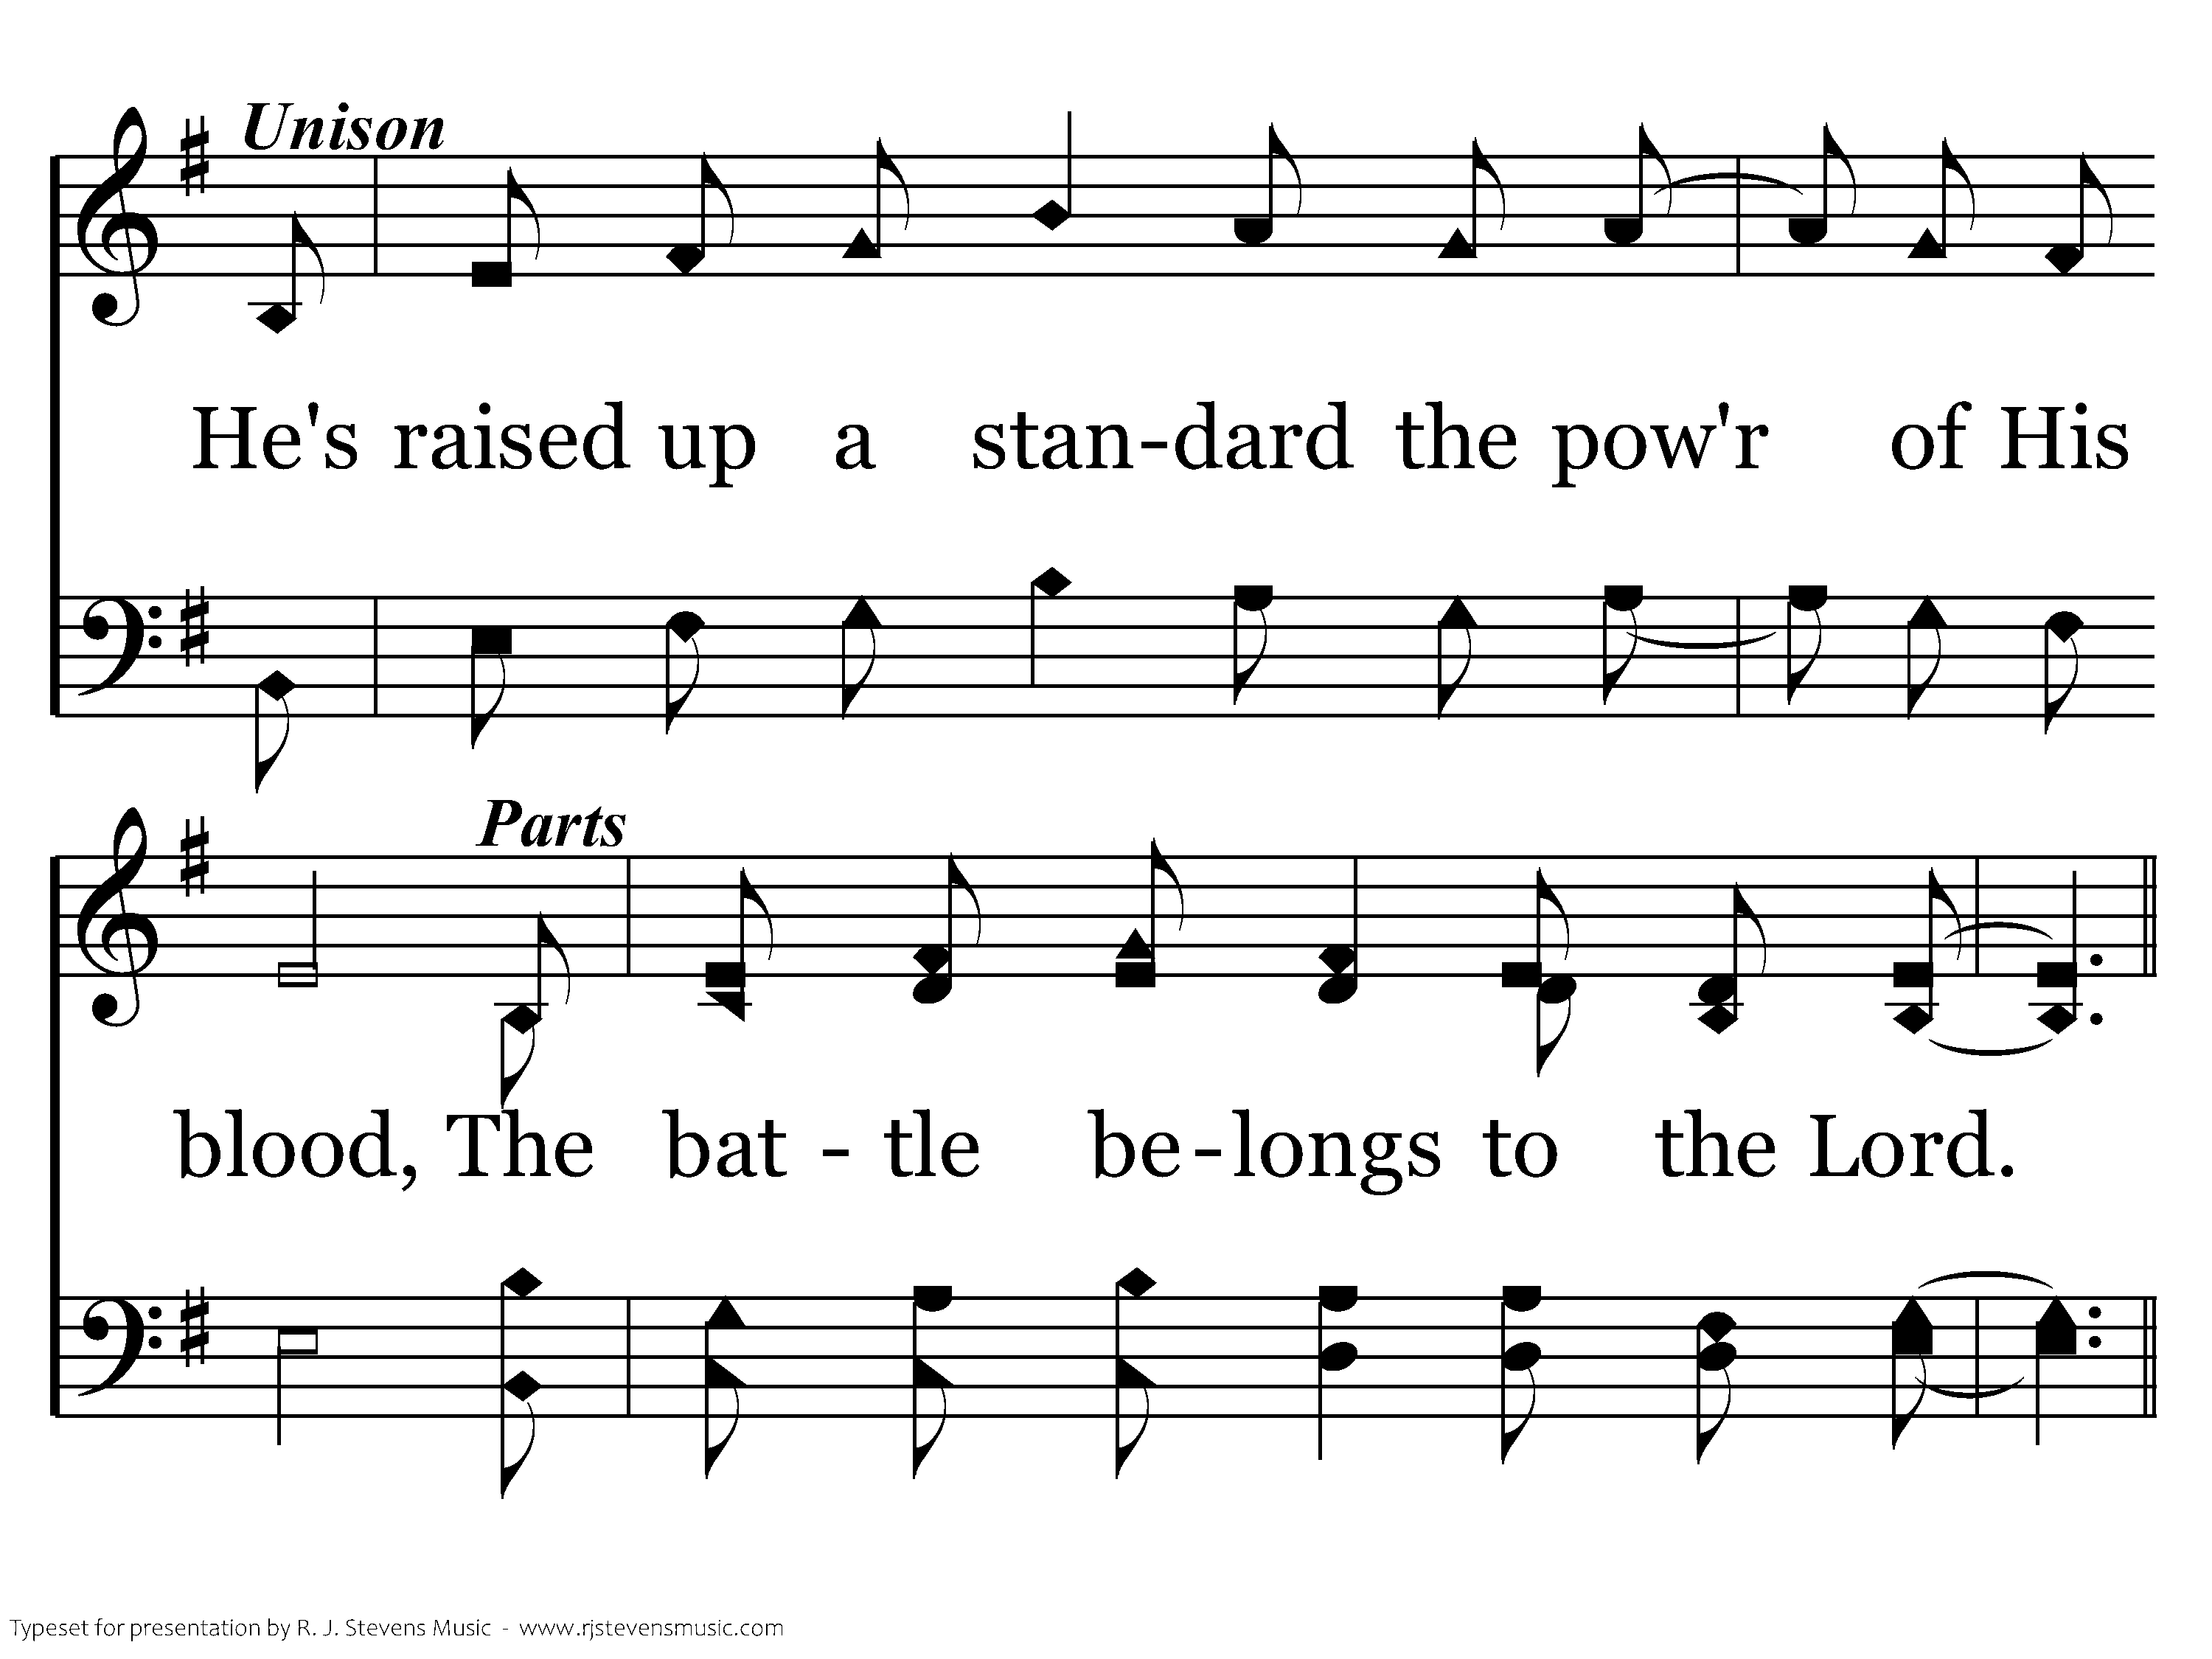 Unison
He's raised up a stan-dard the pow'r of His
Parts
blood, The bat - tle be-longs to the Lord.
Typeset for presentation by R. J. Stevens Music - www.rjstevensmusic.com